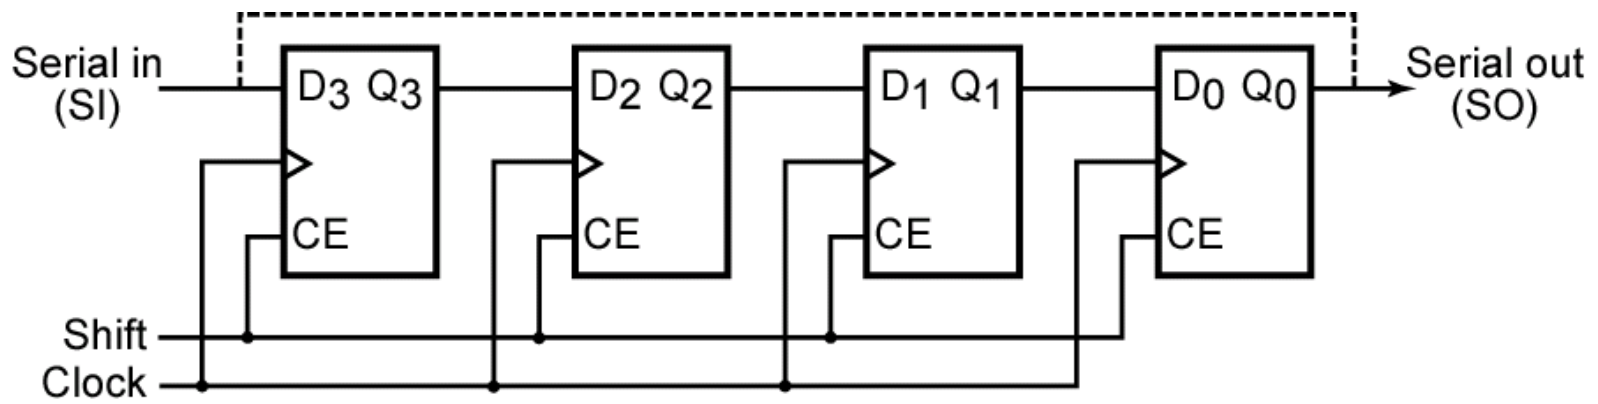 Serial in
(SI)
D3 Q3
D2 Q2
D1 Q1
D0 Q0
Serial out
(SO)
CE
CE
CE
CE
Shift
Clock